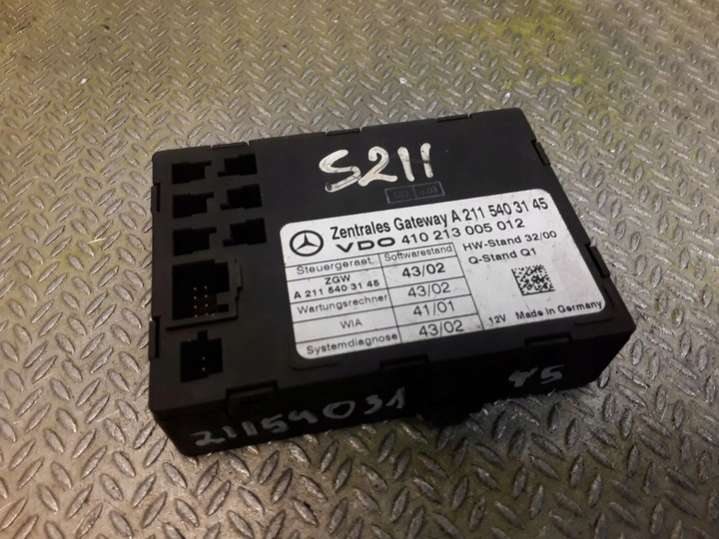 S211
Zentrales Gateway A 211 540 31 45
VDO 410 213 005 012
Steuergeraet Softwarestand HW-Stand 32/00
ZGW 43/02 Q-Stand Q1
A 211 540 31 45
Wartungsrechner 43/02
WIA 41/01
Systemdiagnose 43/02 12V Made in Germany
21154031 45